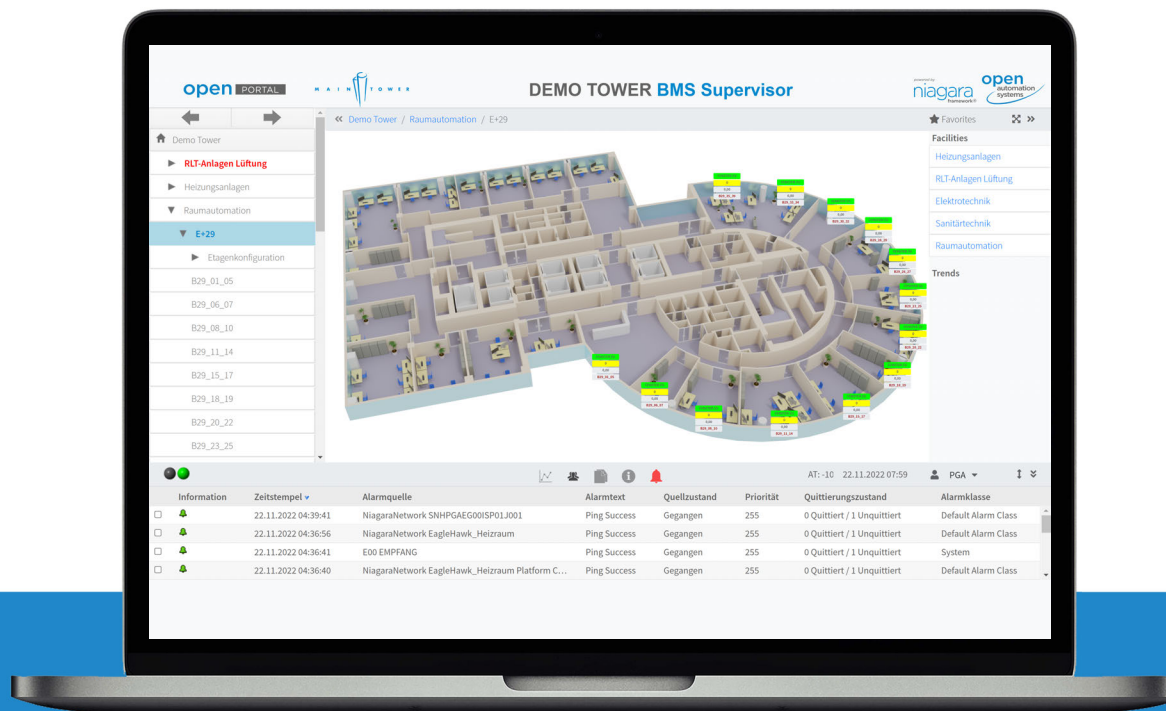 open PORTAL
MAIN TOWER
DEMO TOWER BMS Supervisor
powered by
niagara
framework®
open
automation
systems
« Demo Tower / Raumautomation / E+29
Favorites
Demo Tower
RLT-Anlagen Lüftung
Heizungsanlagen
Raumautomation
E+29
Etagenkonfiguration
B29_01_05
B29_06_07
B29_08_10
B29_11_14
B29_15_17
B29_18_19
B29_20_22
B29_23_25
Facilities
Heizungsanlagen
RLT-Anlagen Lüftung
Elektrotechnik
Sanitärtechnik
Raumautomation
Trends
AT: -10 22.11.2022 07:59 PGA
Information Zeitstempel Alarmquelle Alarmtext Quellzustand Priorität Quittierungszustand Alarmklasse
22.11.2022 04:39:41 NiagaraNetwork SNHPGAEG00ISP01J001 Ping Success Gegangen 255 0 Quittiert / 1 Unquittiert Default Alarm Class
22.11.2022 04:36:56 NiagaraNetwork EagleHawk_Heizraum Ping Success Gegangen 255 0 Quittiert / 1 Unquittiert Default Alarm Class
22.11.2022 04:36:41 E00 EMPFANG Ping Success Gegangen 255 0 Quittiert / 1 Unquittiert System
22.11.2022 04:36:40 NiagaraNetwork EagleHawk_Heizraum Platform C... Ping Success Gegangen 255 0 Quittiert / 1 Unquittiert Default Alarm Class